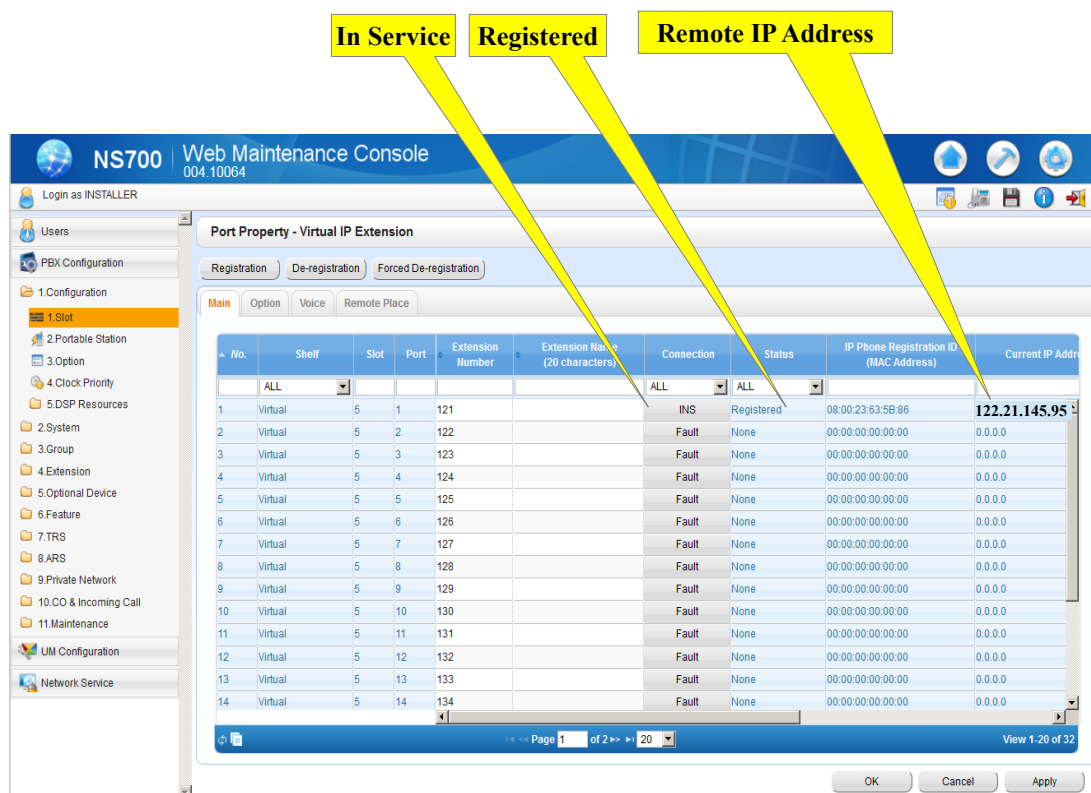 In Service Registered Remote IP Address
NS700 Web Maintenance Console
004.10064
Login as INSTALLER
Users
PBX Configuration
1.Configuration
1.Slot
2.Portable Station
3.Option
4.Clock Priority
5.DSP Resources
2.System
3.Group
4.Extension
5.Optional Device
6.Feature
7.TRS
8.ARS
9.Private Network
10.CO & Incoming Call
11.Maintenance
UM Configuration
Network Service
Port Property - Virtual IP Extension
Registration De-registration Forced De-registration
Main Option Voice Remote Place
No. Shelf Slot Port Extension Number Extension Name (20 characters) Connection Status IP Phone Registration ID (MAC Address) Current IP Addre
ALL ALL ALL
1 Virtual 5 1 121 INS Registered 08:00:23:63:5B:86 122.21.145.95
2 Virtual 5 2 122 Fault None 00:00:00:00:00:00 0.0.0.0
3 Virtual 5 3 123 Fault None 00:00:00:00:00:00 0.0.0.0
4 Virtual 5 4 124 Fault None 00:00:00:00:00:00 0.0.0.0
5 Virtual 5 5 125 Fault None 00:00:00:00:00:00 0.0.0.0
6 Virtual 5 6 126 Fault None 00:00:00:00:00:00 0.0.0.0
7 Virtual 5 7 127 Fault None 00:00:00:00:00:00 0.0.0.0
8 Virtual 5 8 128 Fault None 00:00:00:00:00:00 0.0.0.0
9 Virtual 5 9 129 Fault None 00:00:00:00:00:00 0.0.0.0
10 Virtual 5 10 130 Fault None 00:00:00:00:00:00 0.0.0.0
11 Virtual 5 11 131 Fault None 00:00:00:00:00:00 0.0.0.0
12 Virtual 5 12 132 Fault None 00:00:00:00:00:00 0.0.0.0
13 Virtual 5 13 133 Fault None 00:00:00:00:00:00 0.0.0.0
14 Virtual 5 14 134 Fault None 00:00:00:00:00:00 0.0.0.0
Page 1 of 2 20 View 1-20 of 32
OK Cancel Apply